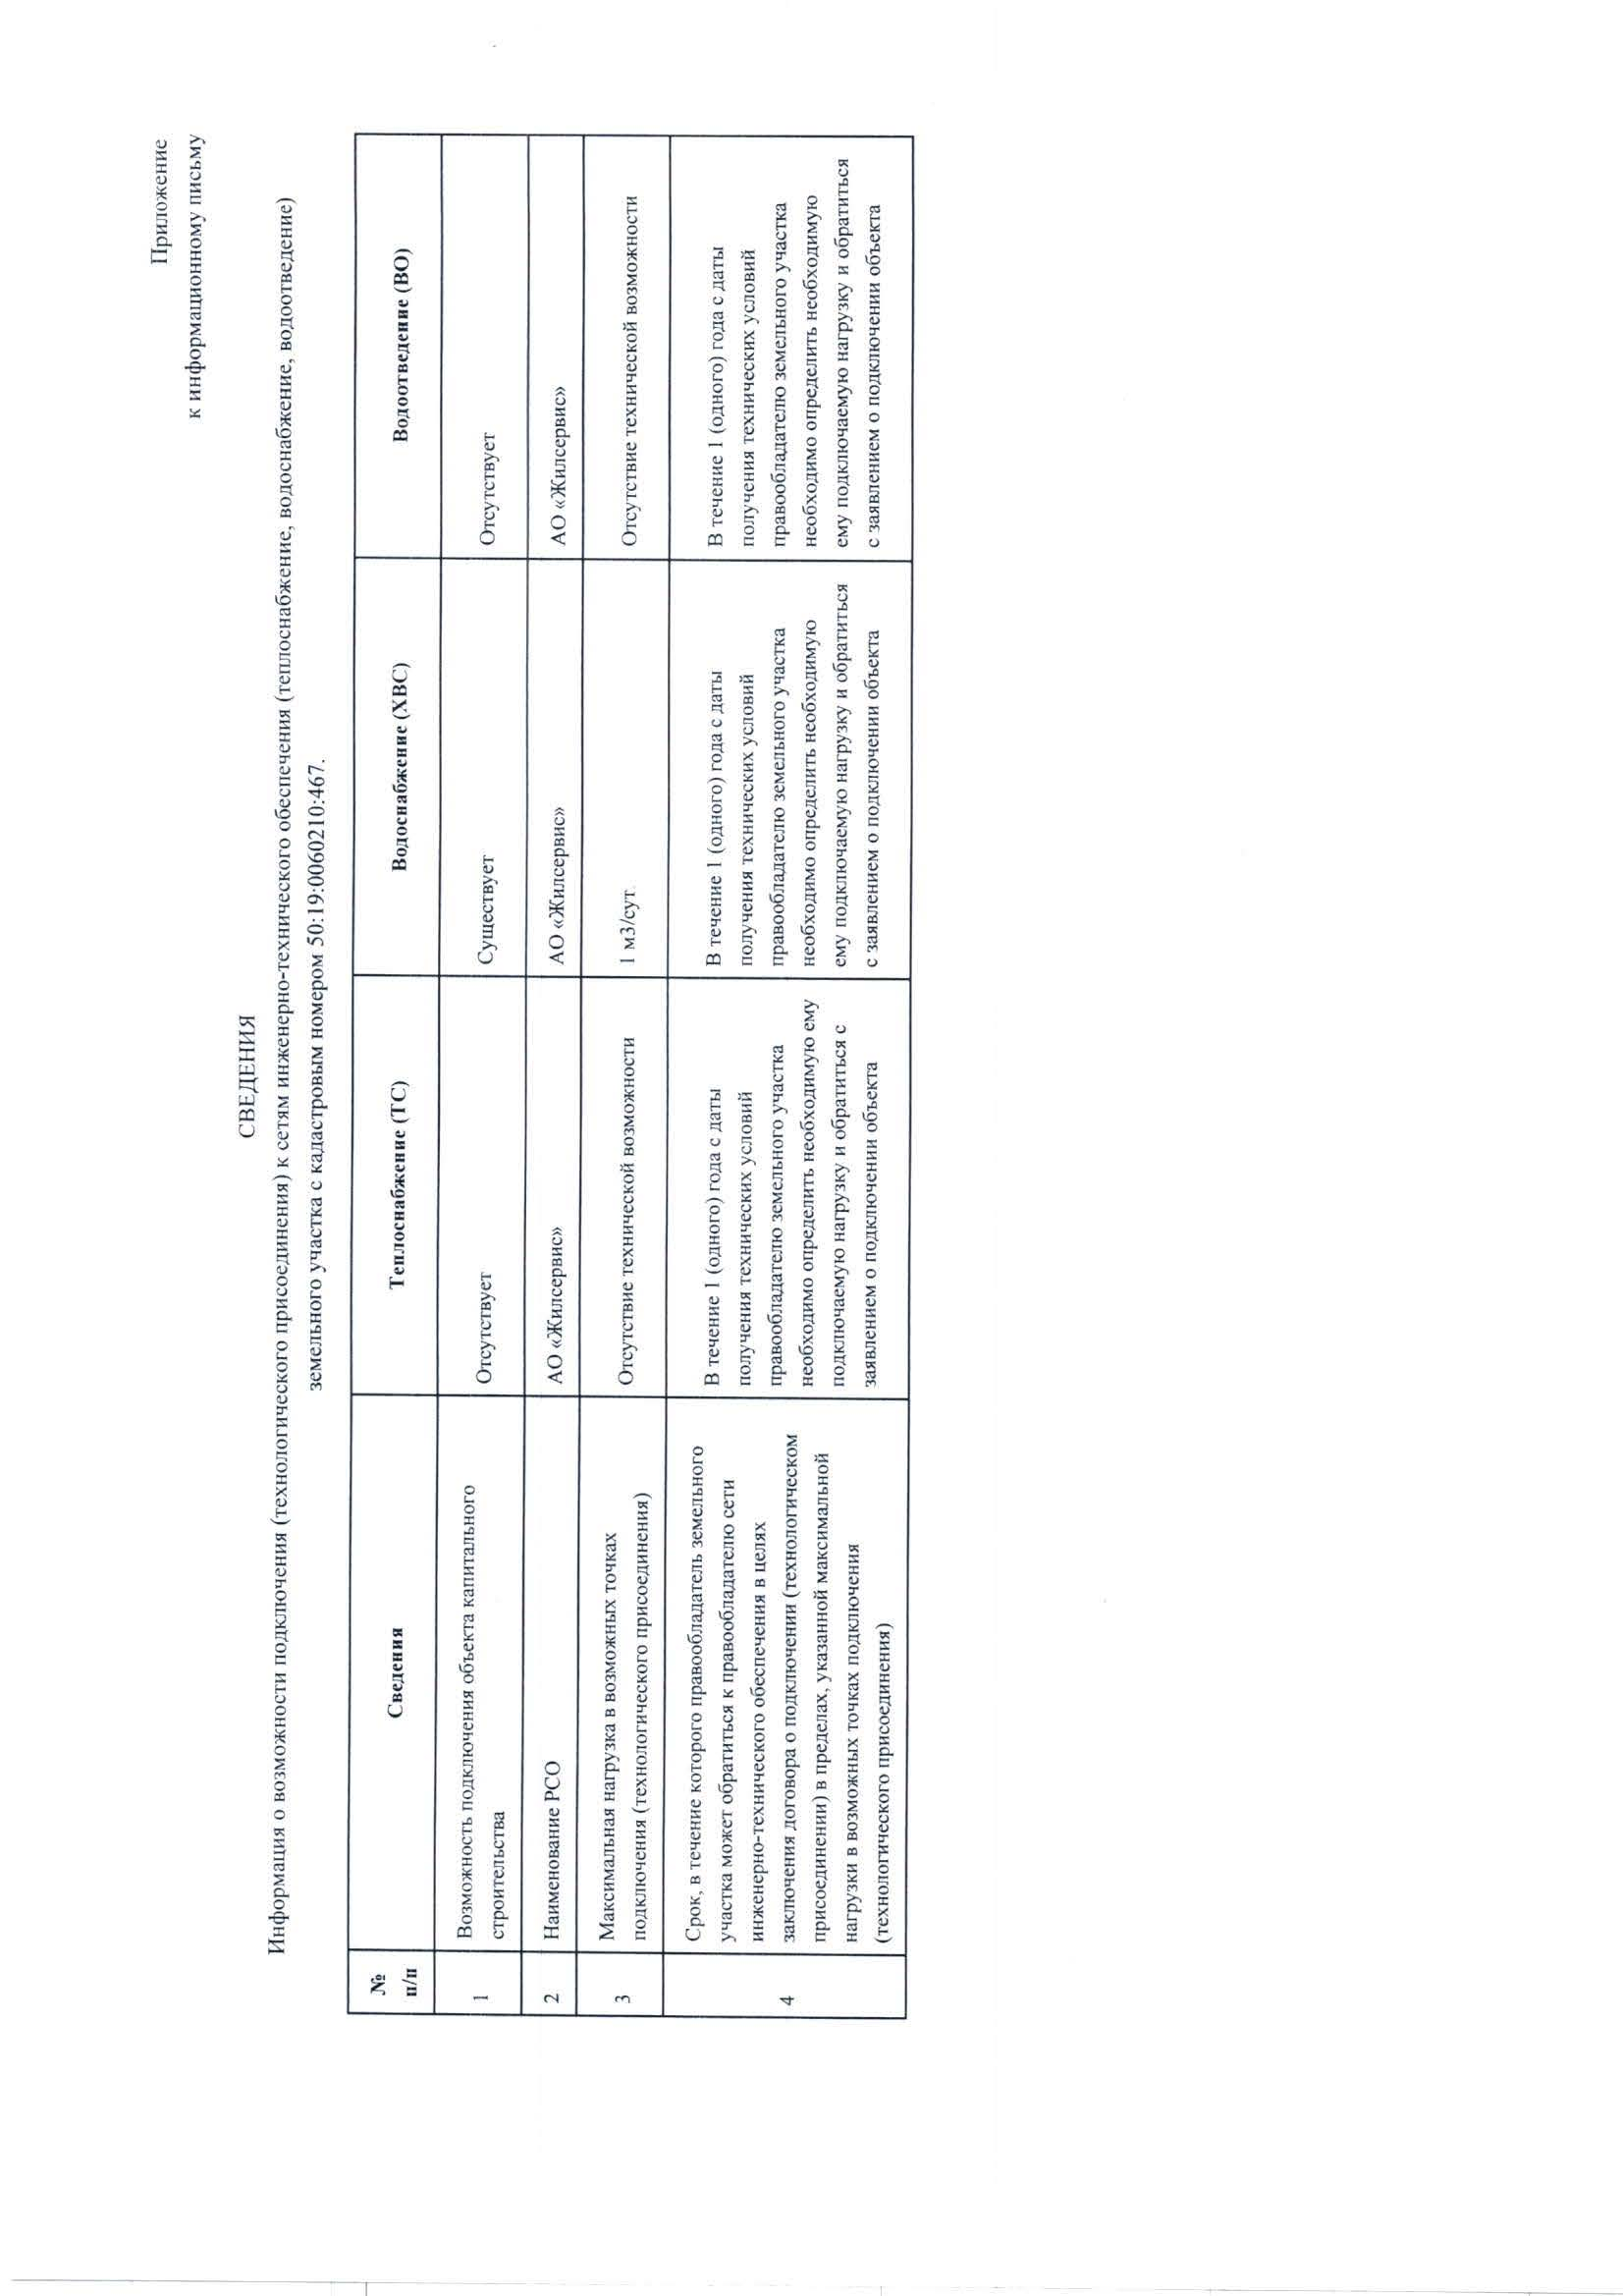 Приложение
к информационному письму
СВЕДЕНИЯ
Информация о возможности подключения (технологического присоединения) к сетям инженерно-технического обеспечения (теплоснабжение, водоснабжение, водоотведение)
земельного участка с кадастровым номером 50:19:0060210:467.
№
п/п
Сведения
Теплоснабжение (ТС)
Водоснабжение (ХВС)
Водоотведение (ВО)
1
Возможность подключения объекта капитального
строительства
Отсутствует
Существует
Отсутствует
2
Наименование РСО
АО «Жилсервис»
АО «Жилсервис»
АО «Жилсервис»
3
Максимальная нагрузка в возможных точках
подключения (технологического присоединения)
Отсутствие технической возможности
1 м3/сут.
Отсутствие технической возможности
4
Срок, в течение которого правообладатель земельного
участка может обратиться к правообладателю сети
инженерно-технического обеспечения в целях
заключения договора о подключении (технологическом
присоединении) в пределах, указанной максимальной
нагрузки в возможных точках подключения
(технологического присоединения)
В течение 1 (одного) года с даты
получения технических условий
правообладателю земельного участка
необходимо определить необходимую ему
подключаемую нагрузку и обратиться с
заявлением о подключении объекта
В течение 1 (одного) года с даты
получения технических условий
правообладателю земельного участка
необходимо определить необходимую
ему подключаемую нагрузку и обратиться
с заявлением о подключении объекта
В течение 1 (одного) года с даты
получения технических условий
правообладателю земельного участка
необходимо определить необходимую
ему подключаемую нагрузку и обратиться
с заявлением о подключении объекта